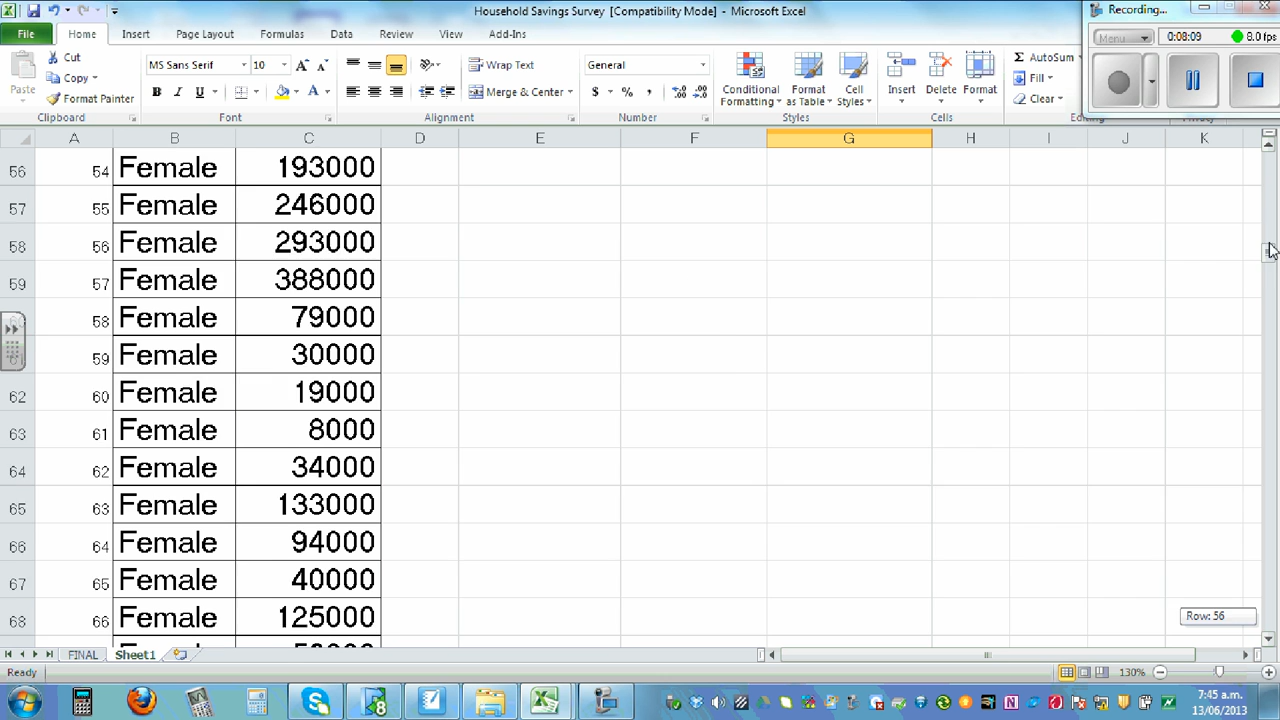 Household Savings Survey [Compatibility Mode] - Microsoft Excel
Recording...
Menu
0:08:09
8.0 fps
File Home Insert Page Layout Formulas Data Review View Add-Ins
Paste
Cut
Copy
Format Painter
Clipboard
MS Sans Serif 10
B I U
Font
Wrap Text
Merge & Center
Alignment
General
$ % ,
Number
Conditional Formatting
Format as Table
Cell Styles
Styles
Insert
Delete
Format
Cells
Σ AutoSum
Fill
Clear
A B C D E F G H I J K
56 54 Female 193000
57 55 Female 246000
58 56 Female 293000
59 57 Female 388000
58 Female 79000
59 Female 30000
62 60 Female 19000
63 61 Female 8000
64 62 Female 34000
65 63 Female 133000
66 64 Female 94000
67 65 Female 40000
68 66 Female 125000
Row: 56
FINAL Sheet1
Ready
130%
7:45 a.m.
13/06/2013